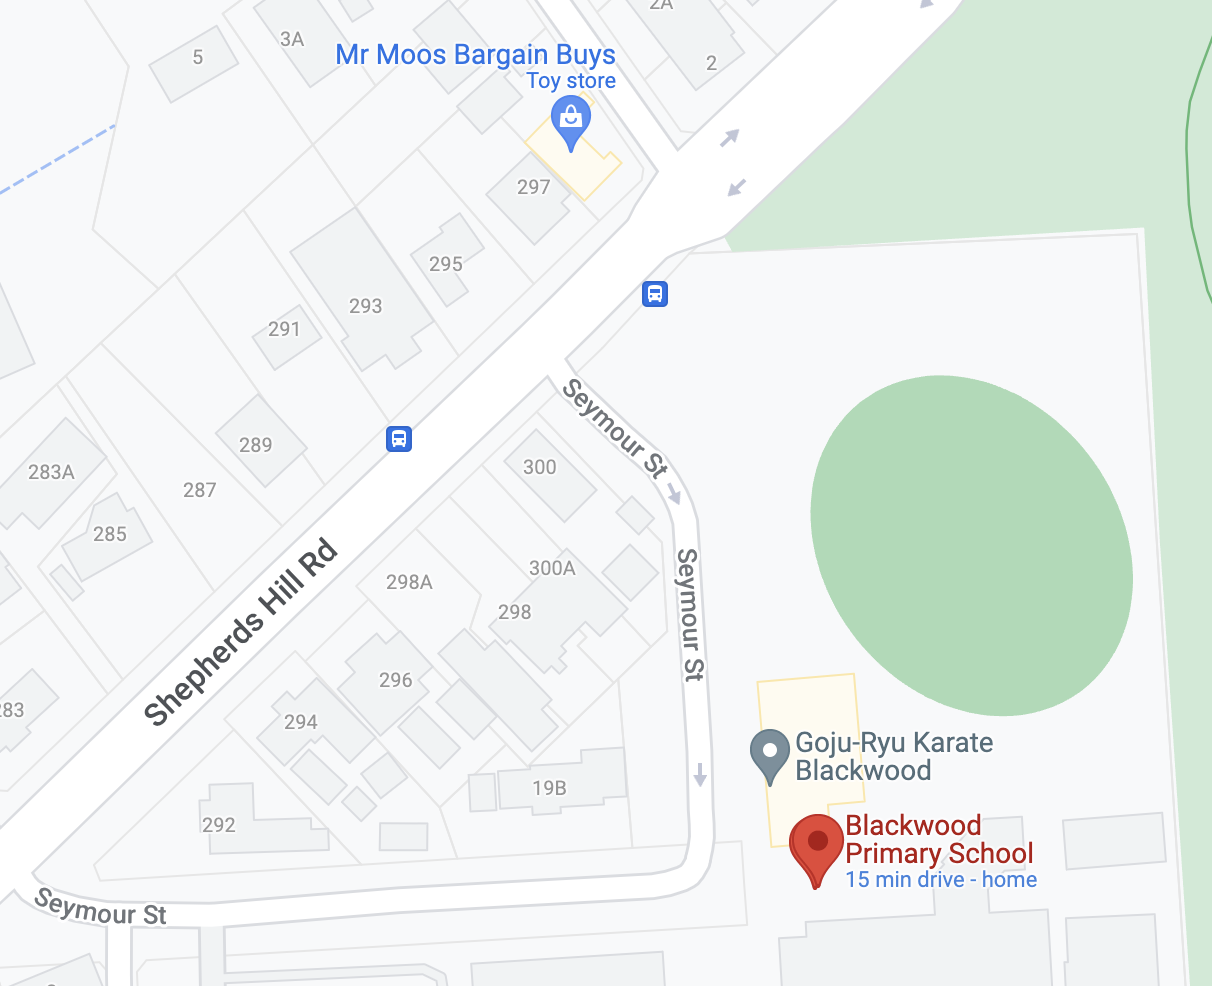 2A
3A
Mr Moos Bargain Buys
Toy store
5
2
297
295
293
291
289
287
283A
285
Seymour St
300
Seymour St
300A
298A
298
Shepherds Hill Rd
296
283
294
Goju-Ryu Karate
Blackwood
19B
292
Blackwood
Primary School
15 min drive - home
Seymour St